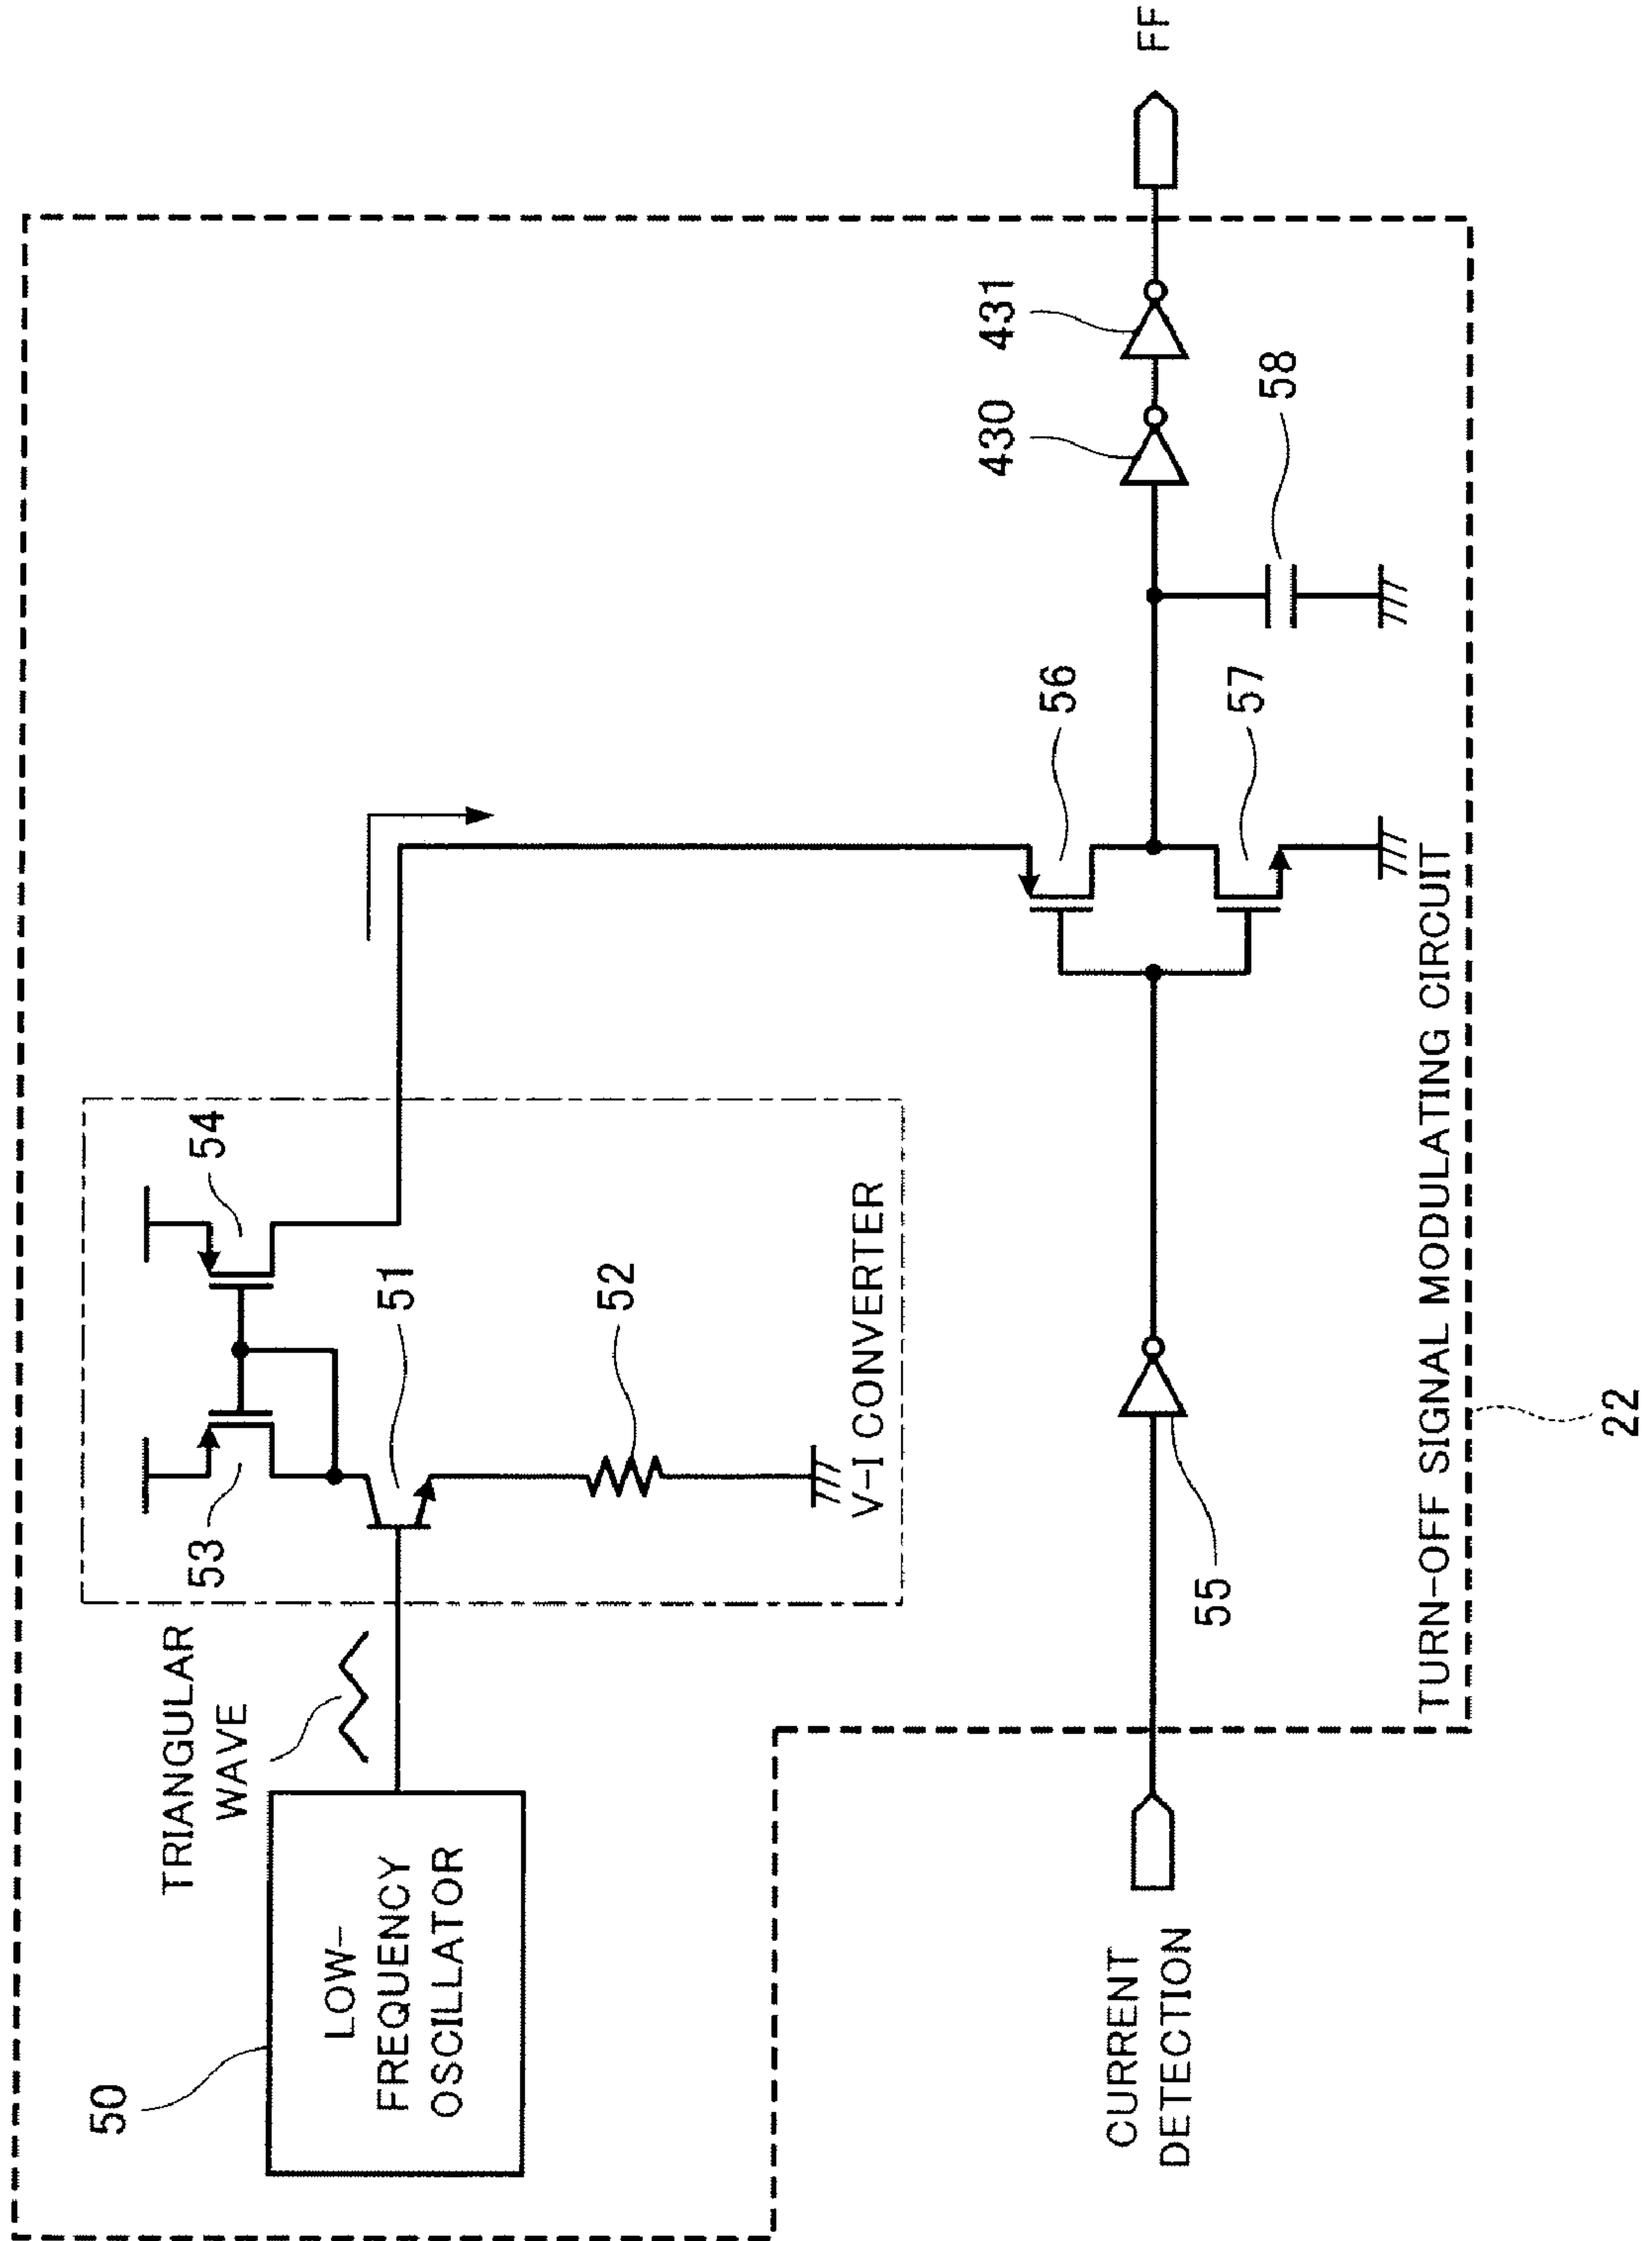 50
LOW-
FREQUENCY
OSCILLATOR
TRIANGULAR
WAVE
53
54
51
52
V-I CONVERTER
CURRENT
DETECTION
55
56
57
58
430
431
FF
TURN-OFF SIGNAL MODULATING CIRCUIT
22